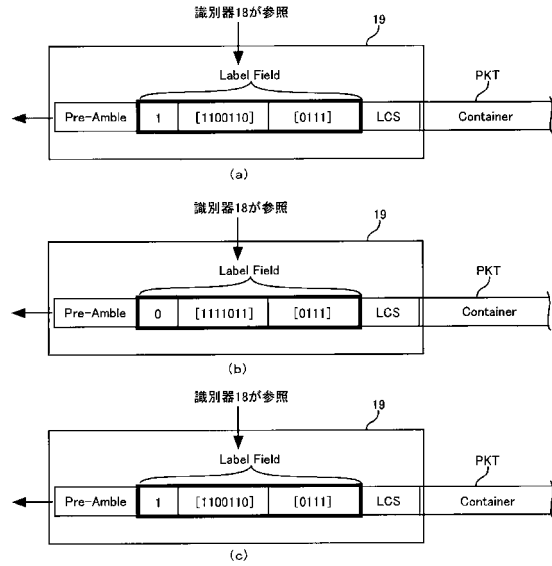 識別器18が参照
19
Label Field
PKT
Pre-Amble 1 [1100110] [0111] LCS Container
(a)
識別器18が参照
19
Label Field
PKT
Pre-Amble 0 [1111011] [0111] LCS Container
(b)
識別器18が参照
19
Label Field
PKT
Pre-Amble 1 [1100110] [0111] LCS Container
(c)